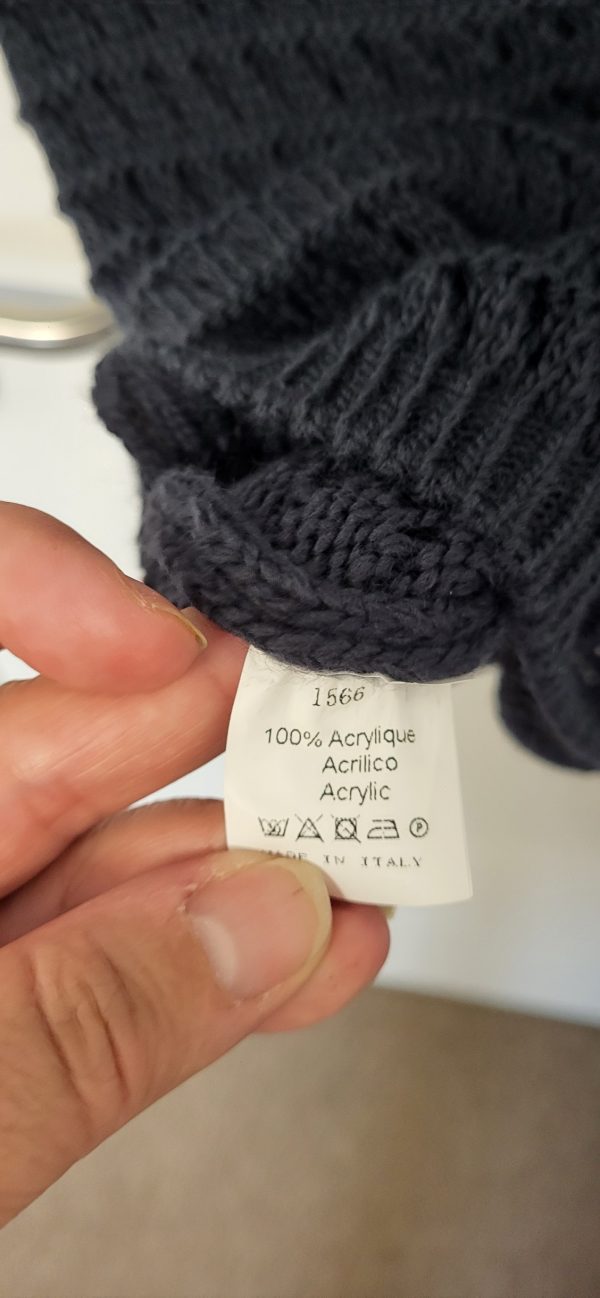 1566
100% Acrylique
Acrilico
Acrylic
P
MADE IN ITALY